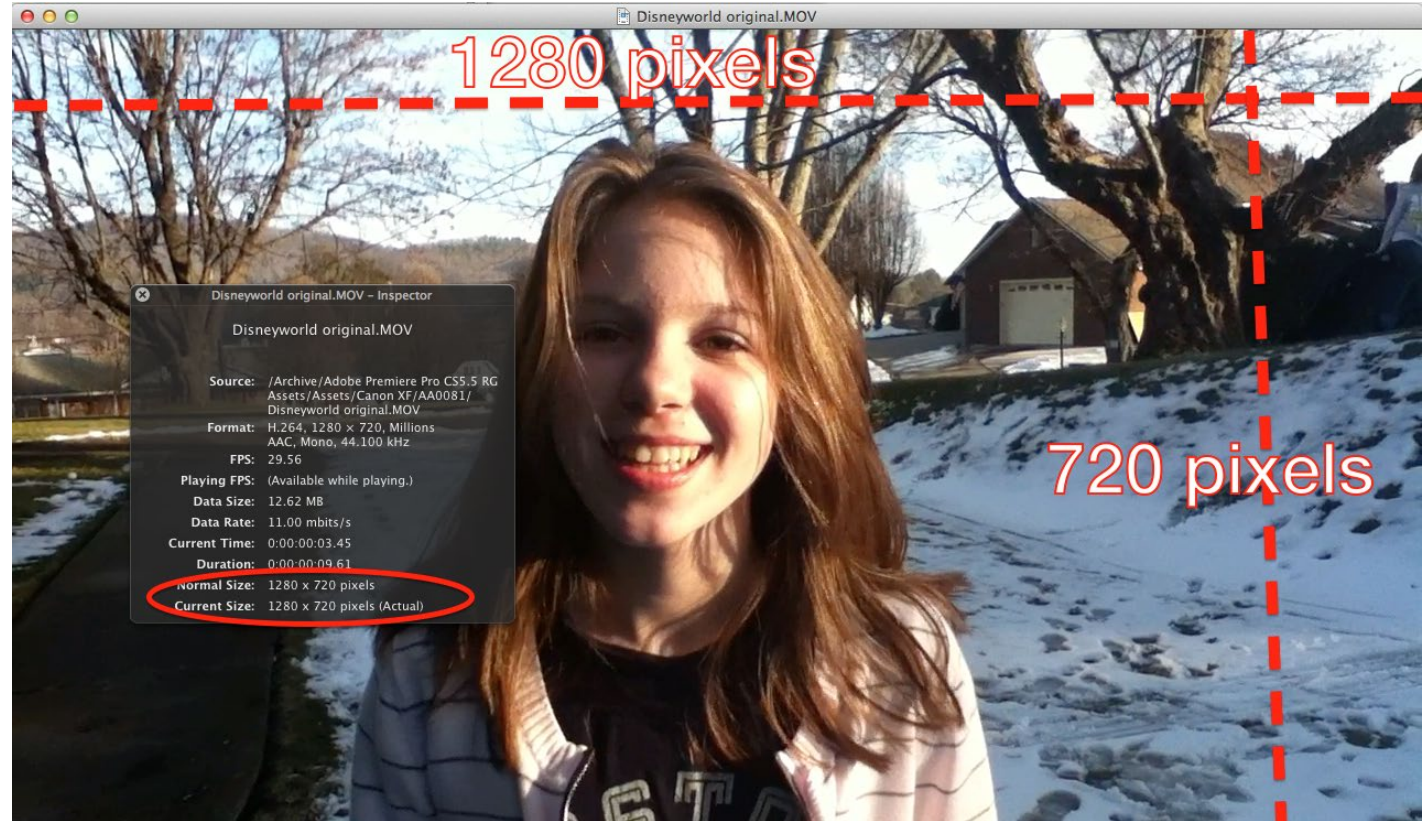 Disneyworld original.MOV
1280 pixels
Disneyworld original.MOV – Inspector
Disneyworld original.MOV
Source: /Archive/Adobe Premiere Pro CS5.5 RG
Assets/Assets/Canon XF/AA0081/
Disneyworld original.MOV
Format: H.264, 1280 × 720, Millions
AAC, Mono, 44.100 kHz
FPS: 29.56
Playing FPS: (Available while playing.)
Data Size: 12.62 MB
Data Rate: 11.00 mbits/s
Current Time: 0:00:00:03.45
Duration: 0:00:00:09.61
Normal Size: 1280 x 720 pixels
Current Size: 1280 x 720 pixels (Actual)
720 pixels